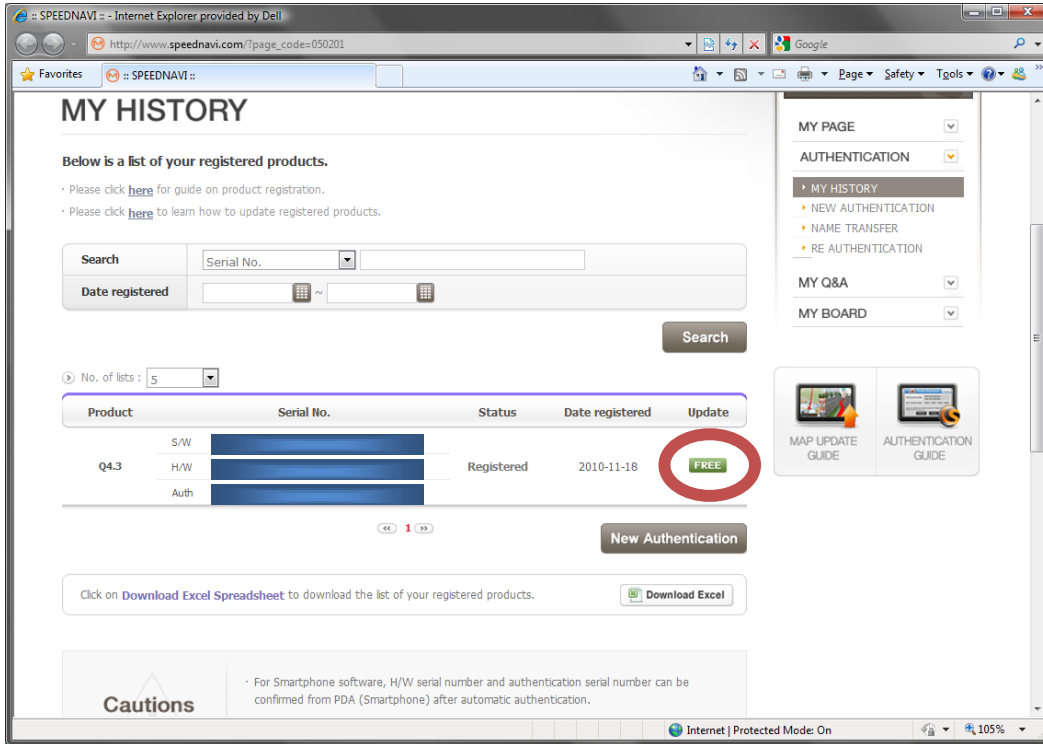 :: SPEEDNAVI :: - Internet Explorer provided by Dell
http://www.speednavi.com/?page_code=050201
Google
Favorites
:: SPEEDNAVI ::
Page
Safety
Tools
MY HISTORY
Below is a list of your registered products.
· Please click here for guide on product registration.
· Please click here to learn how to update registered products.
Search
Serial No.
Date registered
~
Search
No. of lists : 5
Product Serial No. Status Date registered Update
S/W
Q4.3 H/W Registered 2010-11-18 FREE
Auth
1
New Authentication
Click on Download Excel Spreadsheet to download the list of your registered products.
Download Excel
Cautions
· For Smartphone software, H/W serial number and authentication serial number can be
confirmed from PDA (Smartphone) after automatic authentication.
MY PAGE
AUTHENTICATION
MY HISTORY
NEW AUTHENTICATION
NAME TRANSFER
RE AUTHENTICATION
MY Q&A
MY BOARD
MAP UPDATE
GUIDE
AUTHENTICATION
GUIDE
Internet | Protected Mode: On
105%